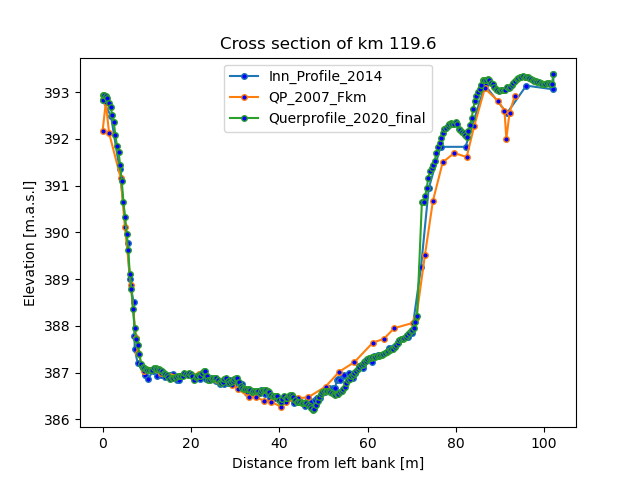 Cross section of km 119.6
Inn_Profile_2014
QP_2007_Fkm
Querprofile_2020_final
Elevation [m.a.s.l]
393
392
391
390
389
388
387
386
0 20 40 60 80 100
Distance from left bank [m]